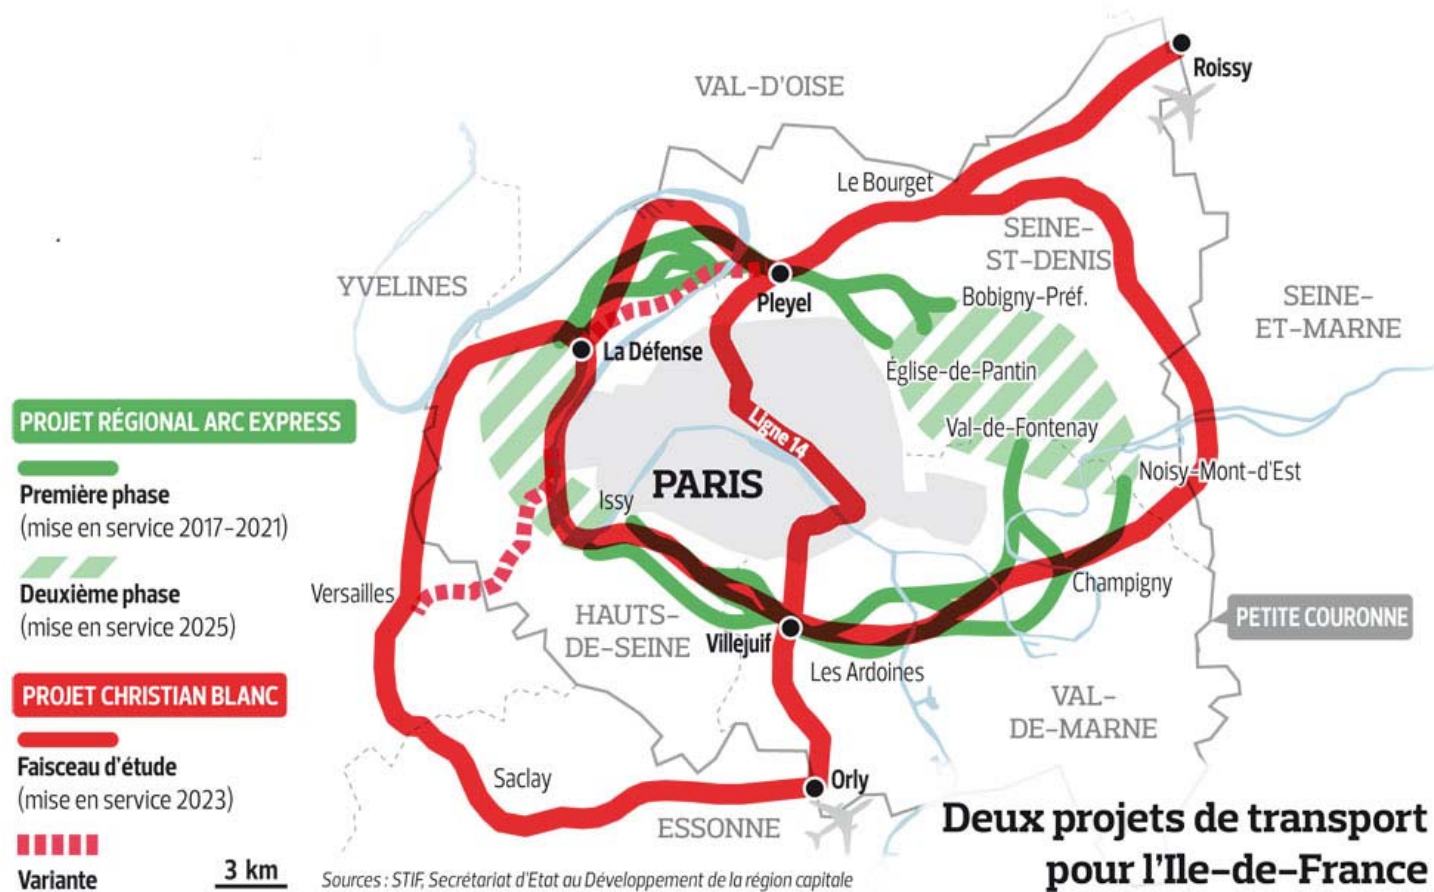 Roissy
VAL-D'OISE
Le Bourget
SEINE-
ST-DENIS
YVELINES
Pleyel
Bobigny-Préf.
SEINE-
ET-MARNE
La Défense
Église-de-Pantin
PROJET RÉGIONAL ARC EXPRESS
Ligne 14
Val-de-Fontenay
Première phase
(mise en service 2017-2021)
Issy
PARIS
Noisy-Mont-d'Est
Deuxième phase
(mise en service 2025)
Versailles
Champigny
HAUTS-
DE-SEINE
Villejuif
PETITE COURONNE
Les Ardoines
PROJET CHRISTIAN BLANC
VAL-
DE-MARNE
Faisceau d'étude
(mise en service 2023)
Saclay
Orly
ESSONNE
Variante
3 km
Sources : STIF, Secrétariat d'Etat au Développement de la région capitale
Deux projets de transport
pour l'Ile-de-France